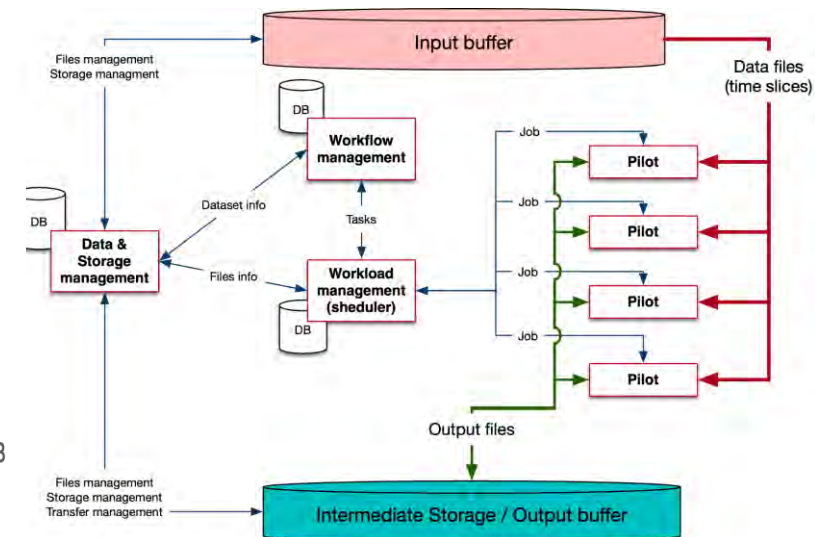 Input buffer
Files management
Storage managment
Data files
(time slices)
DB
Workflow
management
Job
Pilot
Dataset info
DB
Tasks
Job
Pilot
Data &
Storage
management
Files info
Workload
management
(sheduler)
DB
Job
Pilot
Job
Pilot
Output files
3
Files management
Storage management
Transfer management
Intermediate Storage / Output buffer